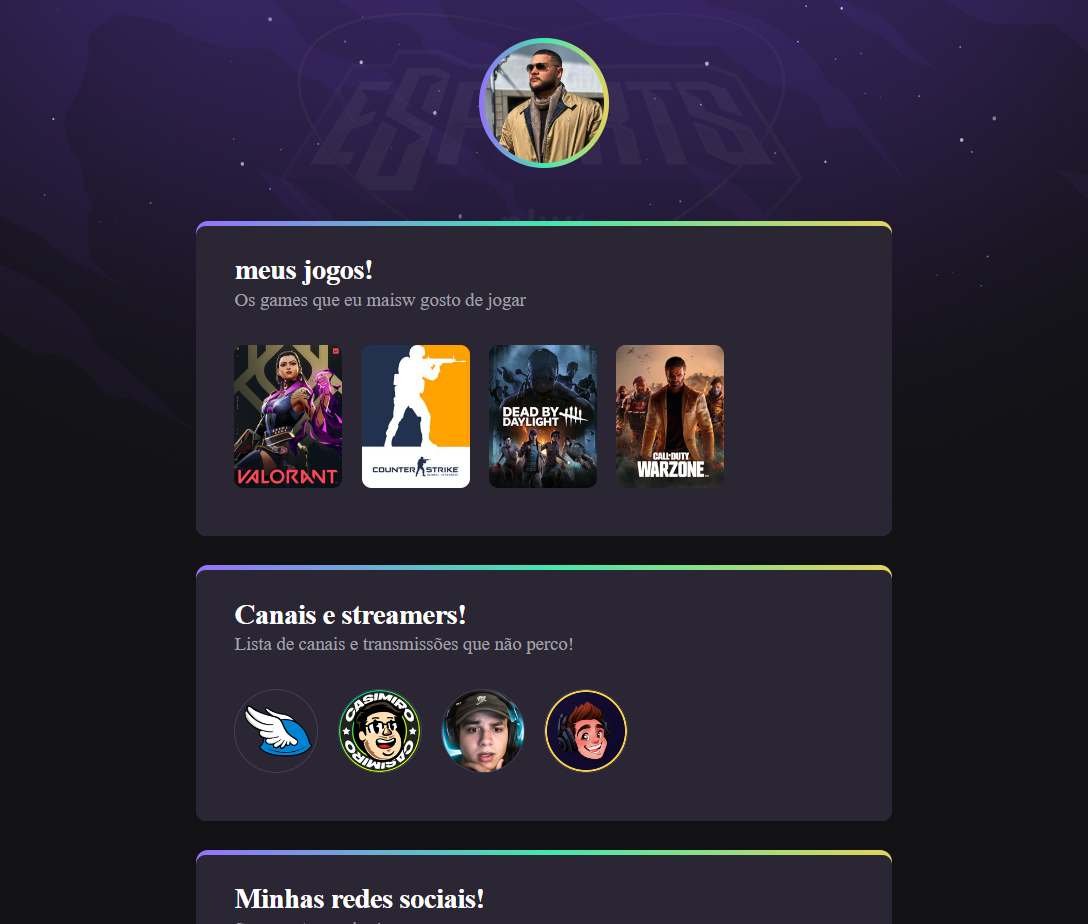 ESPORTS
nlw
meus jogos!
Os games que eu maisw gosto de jogar
VALORANT
COUNTER STRIKE
DEAD BY
DAYLIGHT
CALL OF DUTY
WARZONE
Canais e streamers!
Lista de canais e transmissões que não perco!
CASIMIRO
CASIMIRO
Minhas redes sociais!